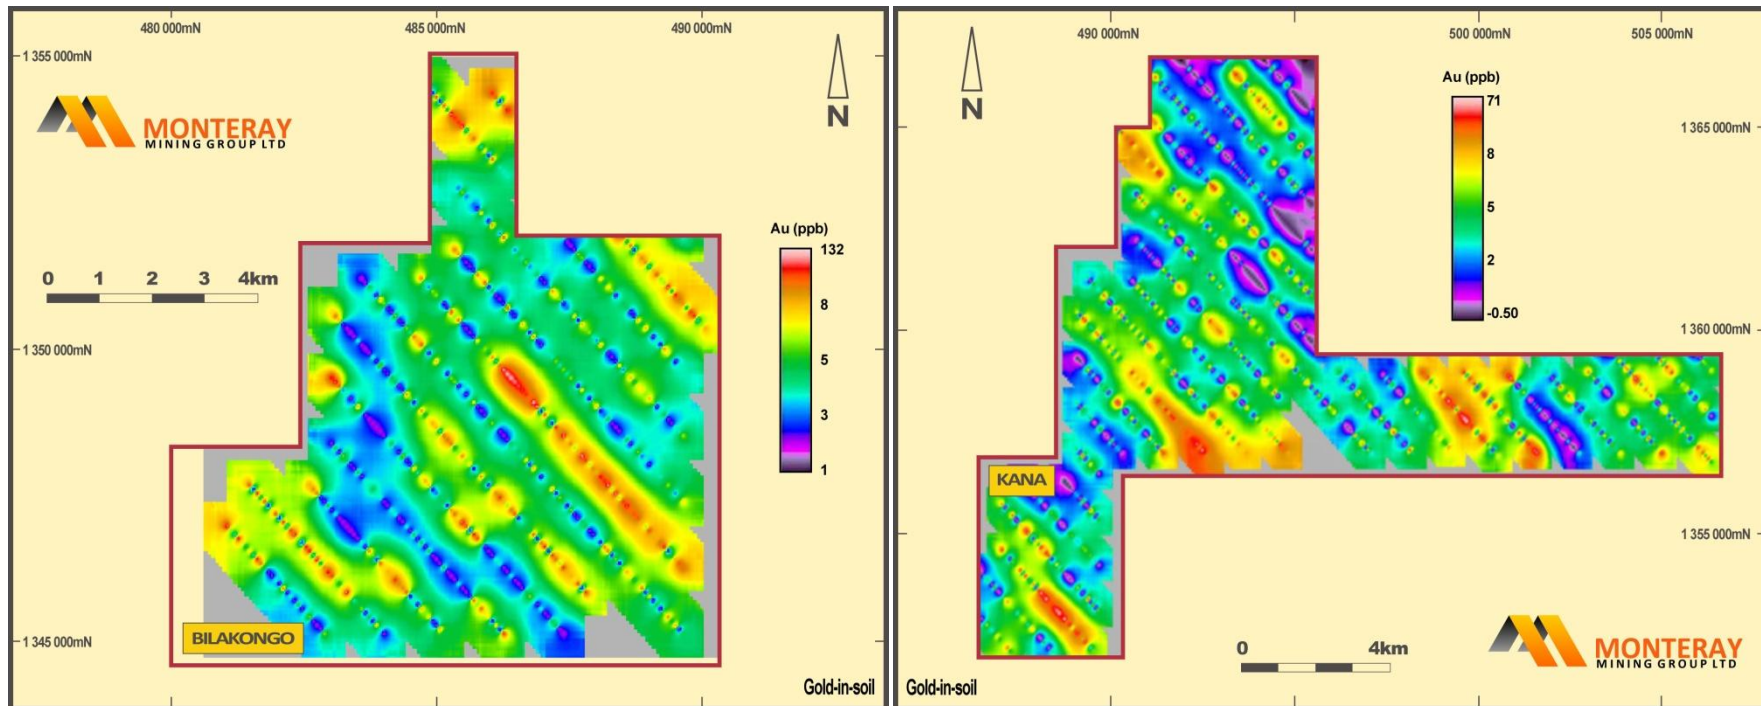 480 000mN 485 000mN 490 000mN
1 355 000mN
N
MONTERAY
MINING GROUP LTD
Au (ppb)
132
8
5
3
1
0 1 2 3 4km
1 350 000mN
1 345 000mN
BILAKONGO
Gold-in-soil
490 000mN 500 000mN 505 000mN
N
Au (ppb)
71
8
5
2
-0.50
1 365 000mN
1 360 000mN
KANA
1 355 000mN
0 4km
MONTERAY
MINING GROUP LTD
Gold-in-soil